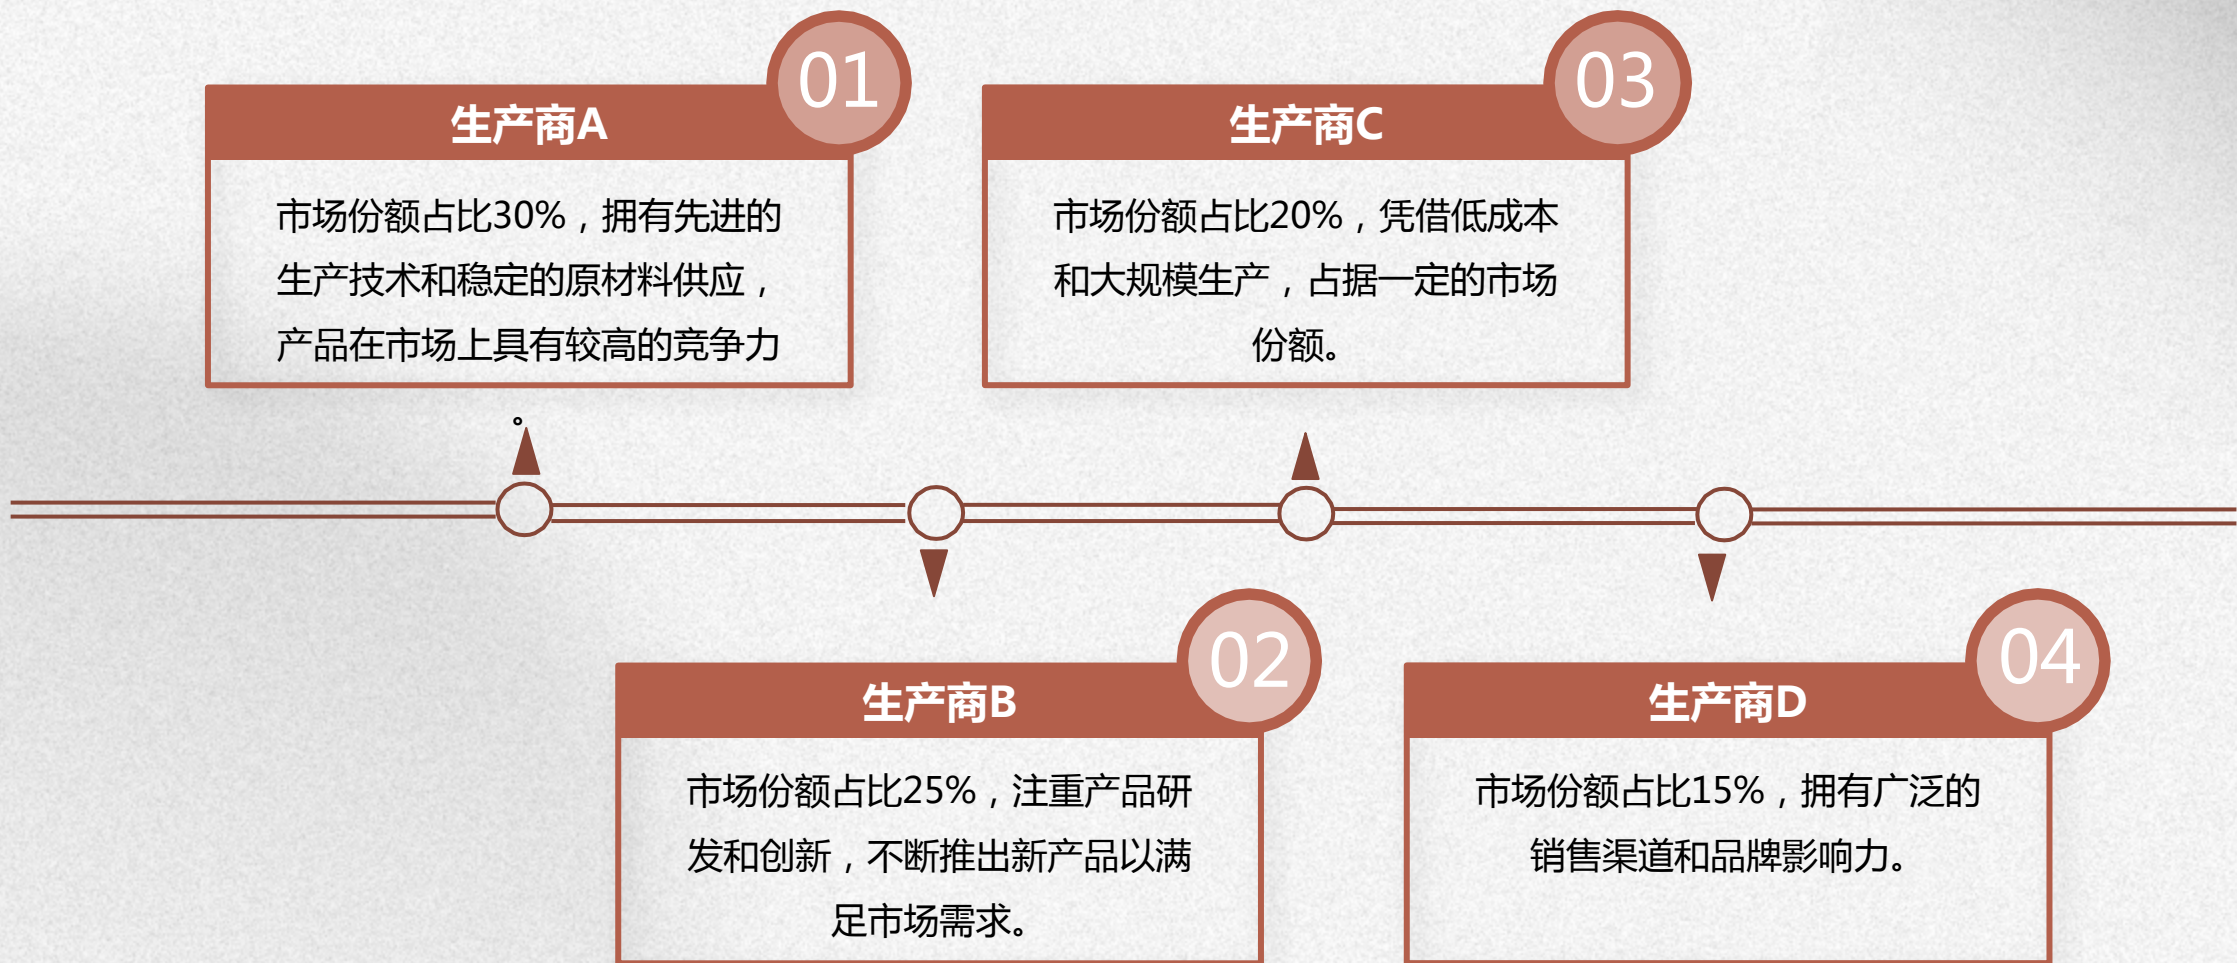 01
生产商A
市场份额占比30%，拥有先进的
生产技术和稳定的原材料供应，
产品在市场上具有较高的竞争力
。
02
生产商B
市场份额占比25%，注重产品研
发和创新，不断推出新产品以满
足市场需求。
03
生产商C
市场份额占比20%，凭借低成本
和大规模生产，占据一定的市场
份额。
04
生产商D
市场份额占比15%，拥有广泛的
销售渠道和品牌影响力。